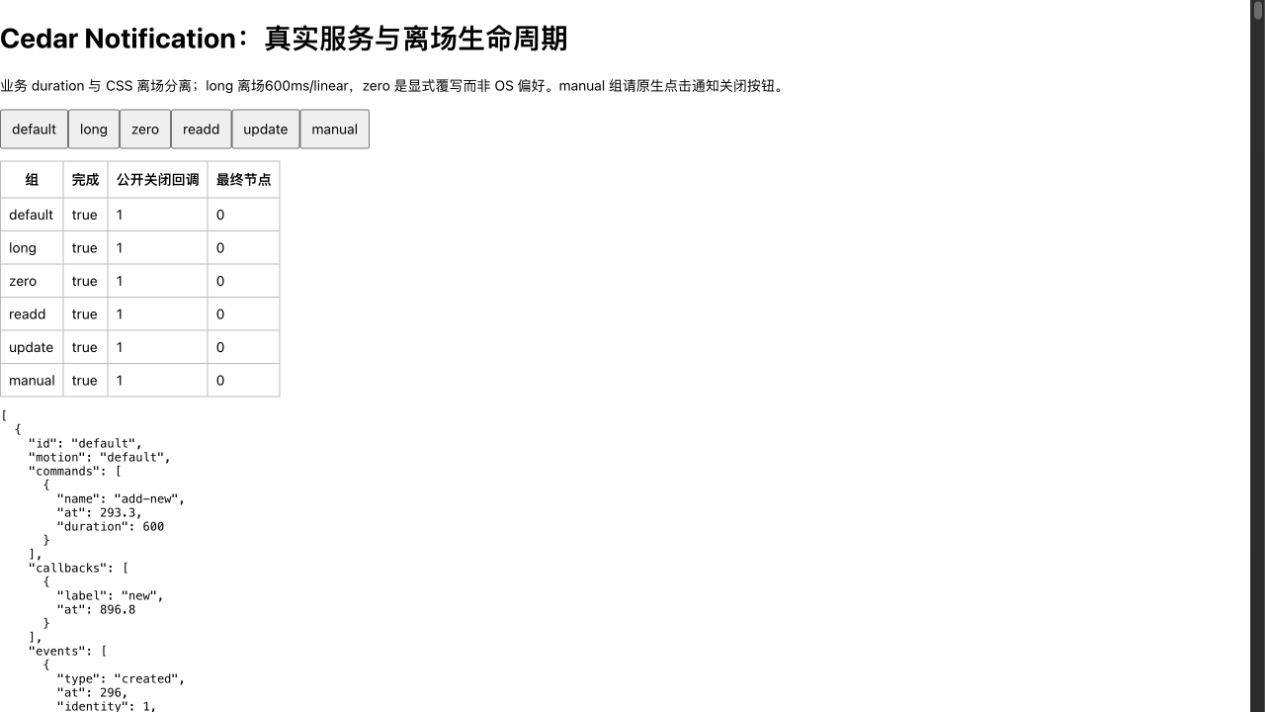 Cedar Notification：真实服务与离场生命周期
业务 duration 与 CSS 离场分离；long 离场600ms/linear，zero 是显式覆写而非 OS 偏好。manual 组请原生点击通知关闭按钮。
default long zero readd update manual
组 完成 公开关闭回调 最终节点
default true 1 0
long true 1 0
zero true 1 0
readd true 1 0
update true 1 0
manual true 1 0
[
  {
    "id": "default",
    "motion": "default",
    "commands": [
      {
        "name": "add-new",
        "at": 293.3,
        "duration": 600
      }
    ],
    "callbacks": [
      {
        "label": "new",
        "at": 896.8
      }
    ],
    "events": [
      {
        "type": "created",
        "at": 296,
        "identity": 1,